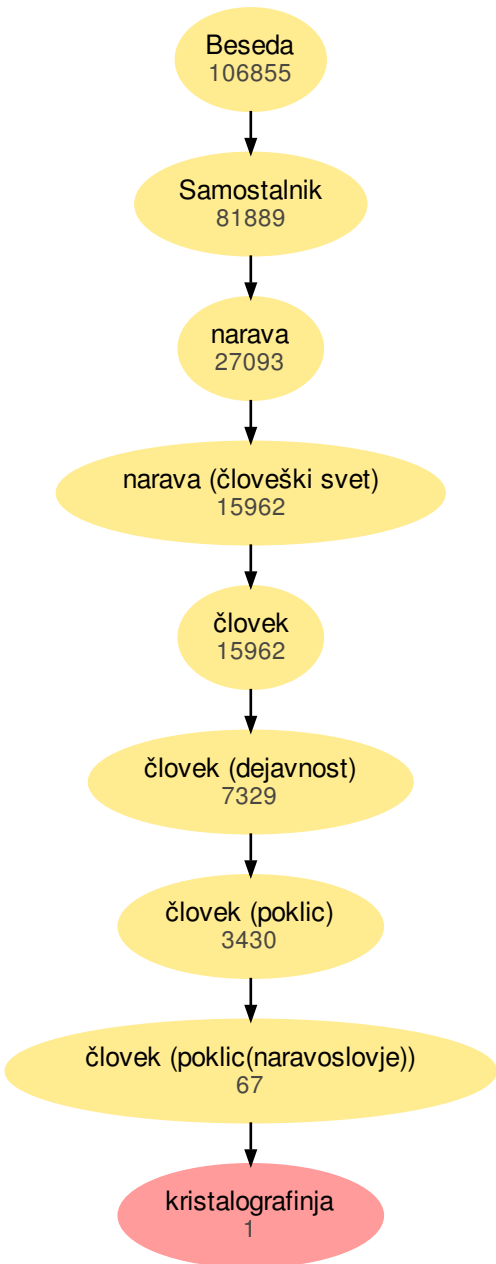 Beseda
106855
Samostalnik
81889
narava
27093
narava (človeški svet)
15962
človek
15962
človek (dejavnost)
7329
človek (poklic)
3430
človek (poklic(naravoslovje))
67
kristalografinja
1